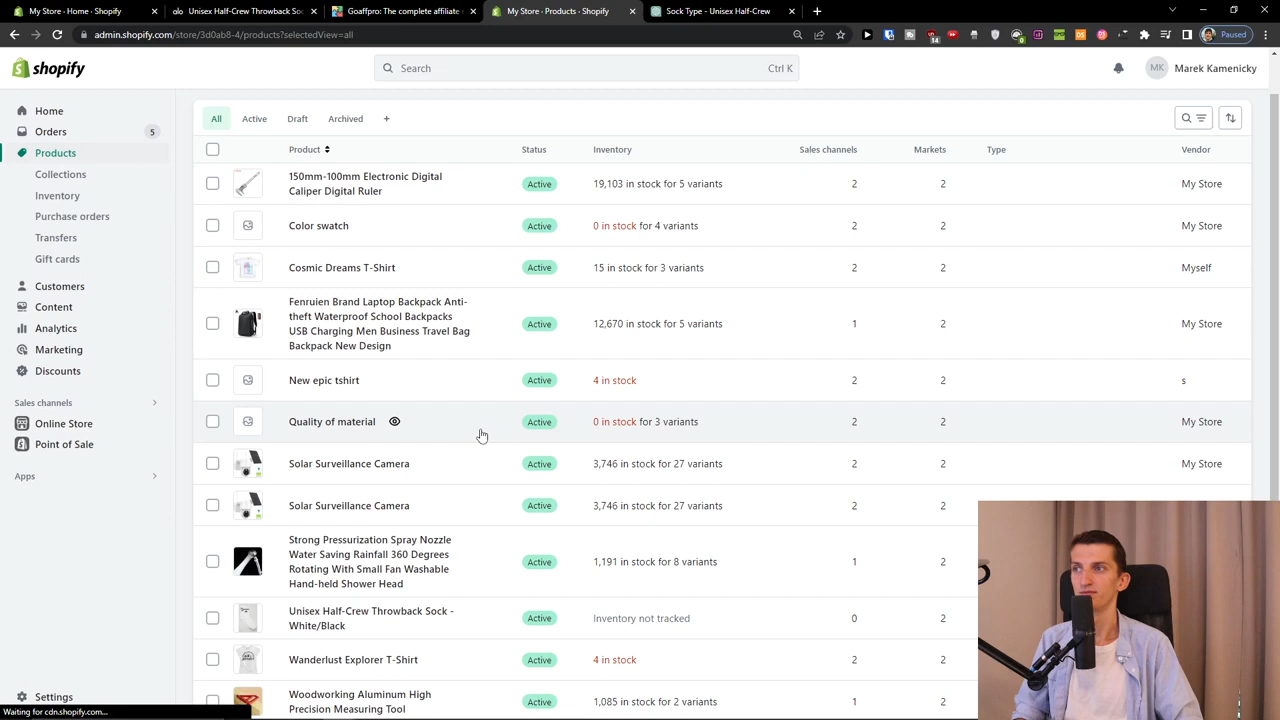 My Store · Home · Shopify
Unisex Half-Crew Throwback So
Goaffpro: The complete affiliate
My Store · Products · Shopify
Sock Type - Unisex Half-Crew
admin.shopify.com/store/3d0ab8-4/products?selectedView=all
14
Paused
shopify
Search
Ctrl K
MK
Marek Kamenicky
Home
Orders
5
Products
Collections
Inventory
Purchase orders
Transfers
Gift cards
Customers
Content
Analytics
Marketing
Discounts
Sales channels
Online Store
Point of Sale
Apps
Settings
Waiting for cdn.shopify.com...
All
Active
Draft
Archived
+
Product
Status
Inventory
Sales channels
Markets
Type
Vendor
150mm-100mm Electronic Digital
Caliper Digital Ruler
Active
19,103 in stock for 5 variants
2
2
My Store
Color swatch
Active
0 in stock for 4 variants
2
2
My Store
Cosmic Dreams T-Shirt
Active
15 in stock for 3 variants
2
2
Myself
Fenruien Brand Laptop Backpack Anti-
theft Waterproof School Backpacks
USB Charging Men Business Travel Bag
Backpack New Design
Active
12,670 in stock for 5 variants
1
2
My Store
New epic tshirt
Active
4 in stock
2
2
s
Quality of material
Active
0 in stock for 3 variants
2
2
My Store
Solar Surveillance Camera
Active
3,746 in stock for 27 variants
2
2
My Store
Solar Surveillance Camera
Active
3,746 in stock for 27 variants
2
2
Strong Pressurization Spray Nozzle
Water Saving Rainfall 360 Degrees
Rotating With Small Fan Washable
Hand-held Shower Head
Active
1,191 in stock for 8 variants
1
2
Unisex Half-Crew Throwback Sock -
White/Black
Active
Inventory not tracked
0
2
Wanderlust Explorer T-Shirt
Active
4 in stock
2
2
Woodworking Aluminum High
Precision Measuring Tool
Active
1,085 in stock for 2 variants
1
2